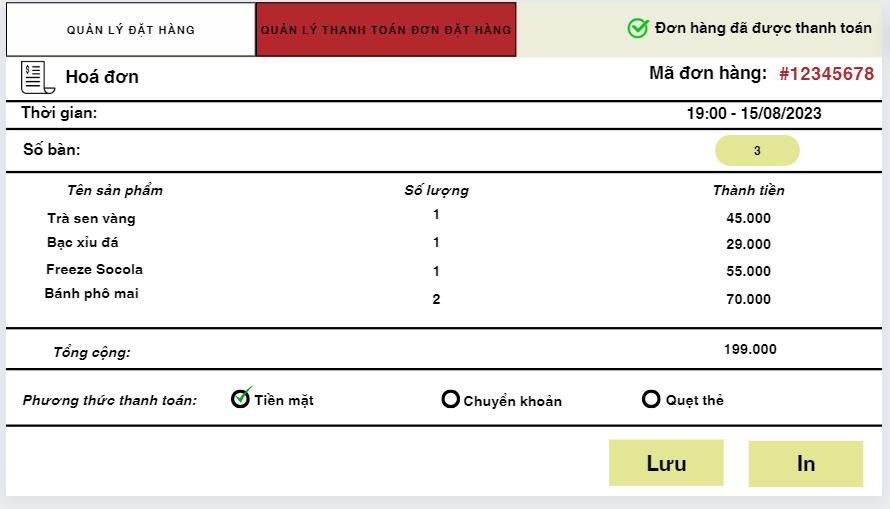 QUẢN LÝ ĐẶT HÀNG QUẢN LÝ THANH TOÁN ĐƠN ĐẶT HÀNG Đơn hàng đã được thanh toán
Hoá đơn Mã đơn hàng: #12345678
Thời gian: 19:00 - 15/08/2023
Số bàn: 3
Tên sản phẩm Số lượng Thành tiền
Trà sen vàng 1 45.000
Bạc xỉu đá 1 29.000
Freeze Socola 1 55.000
Bánh phô mai 2 70.000
Tổng cộng: 199.000
Phương thức thanh toán: Tiền mặt Chuyển khoản Quẹt thẻ
Lưu In